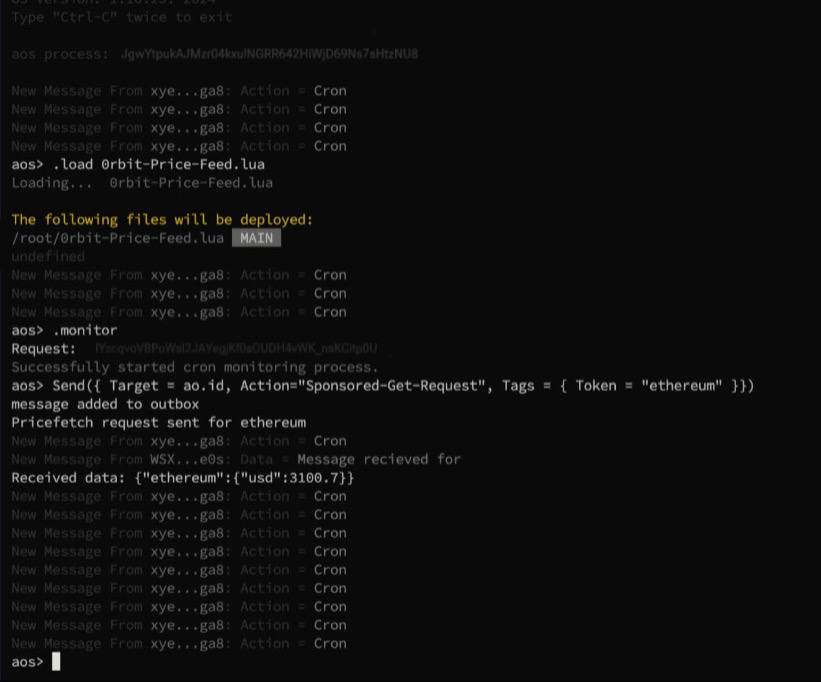 Type "Ctrl-C" twice to exit
aos process:
New Message From xye...ga8: Action = Cron
New Message From xye...ga8: Action = Cron
New Message From xye...ga8: Action = Cron
New Message From xye...ga8: Action = Cron
aos> .load 0rbit-Price-Feed.lua
Loading... 0rbit-Price-Feed.lua
The following files will be deployed:
/root/0rbit-Price-Feed.lua MAIN
undefined
New Message From xye...ga8: Action = Cron
New Message From xye...ga8: Action = Cron
New Message From xye...ga8: Action = Cron
aos> .monitor
Request:
Successfully started cron monitoring process.
aos> Send({ Target = ao.id, Action="Sponsored-Get-Request", Tags = { Token = "ethereum" }})
message added to outbox
Pricefetch request sent for ethereum
New Message From xye...ga8: Action = Cron
New Message From WSX...e0s: Data = Message recieved for
Received data: {"ethereum":{"usd":3100.7}}
New Message From xye...ga8: Action = Cron
New Message From xye...ga8: Action = Cron
New Message From xye...ga8: Action = Cron
New Message From xye...ga8: Action = Cron
New Message From xye...ga8: Action = Cron
New Message From xye...ga8: Action = Cron
New Message From xye...ga8: Action = Cron
New Message From xye...ga8: Action = Cron
New Message From xye...ga8: Action = Cron
aos>